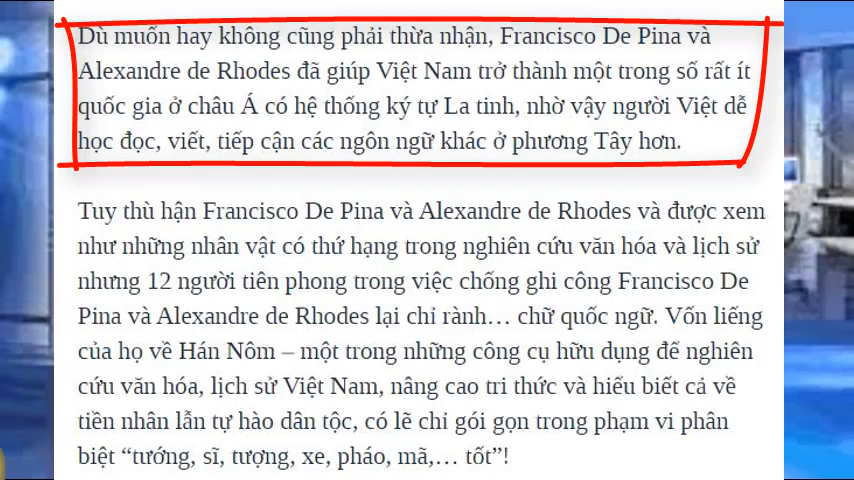 Dù muốn hay không cũng phải thừa nhận, Francisco De Pina và
Alexandre de Rhodes đã giúp Việt Nam trở thành một trong số rất ít
quốc gia ở châu Á có hệ thống ký tự La tinh, nhờ vậy người Việt dễ
học đọc, viết, tiếp cận các ngôn ngữ khác ở phương Tây hơn.
Tuy thù hận Francisco De Pina và Alexandre de Rhodes và được xem
như những nhân vật có thứ hạng trong nghiên cứu văn hóa và lịch sử
nhưng 12 người tiên phong trong việc chống ghi công Francisco De
Pina và Alexandre de Rhodes lại chỉ rành… chữ quốc ngữ. Vốn liếng
của họ về Hán Nôm – một trong những công cụ hữu dụng để nghiên
cứu văn hóa, lịch sử Việt Nam, nâng cao tri thức và hiểu biết cả về
tiền nhân lẫn tự hào dân tộc, có lẽ chỉ gói gọn trong phạm vi phân
biệt “tướng, sĩ, tượng, xe, pháo, mã,… tốt”!